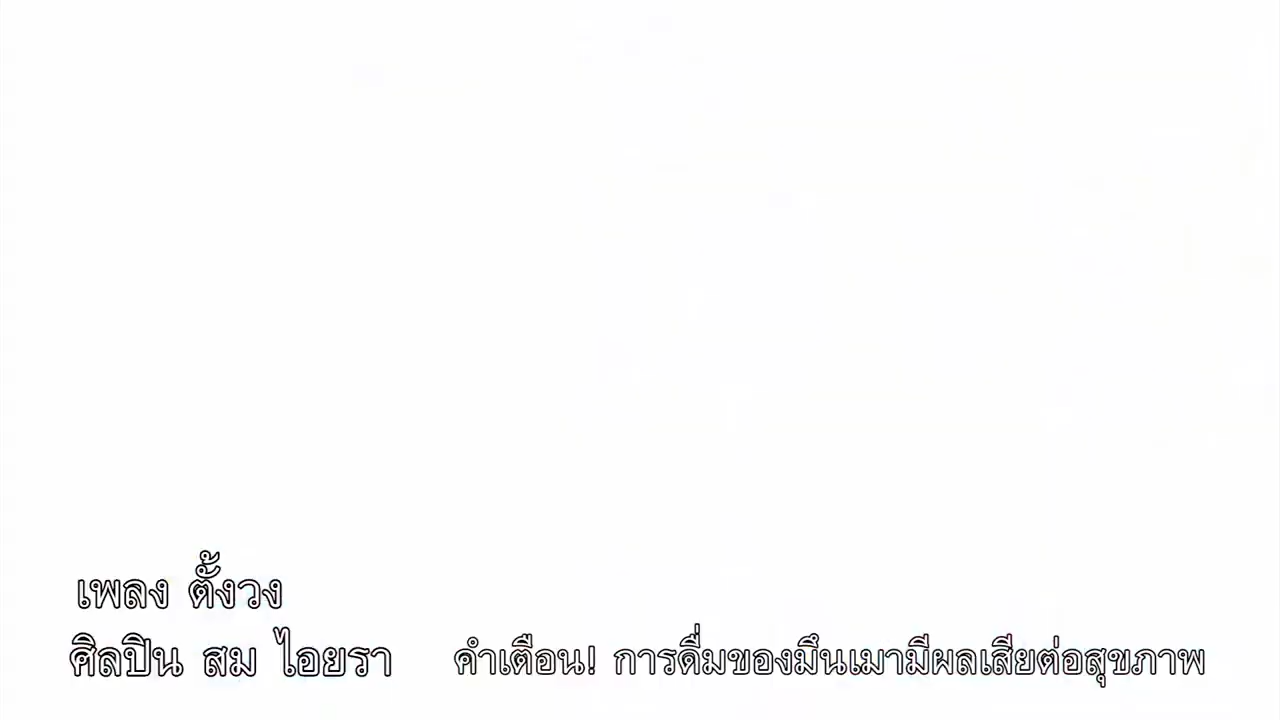 เพลง ตั้งวง
ศิลปิน สม ไอยรา
คำเตือน! การดื่มของมึนเมามีผลเสียต่อสุขภาพ